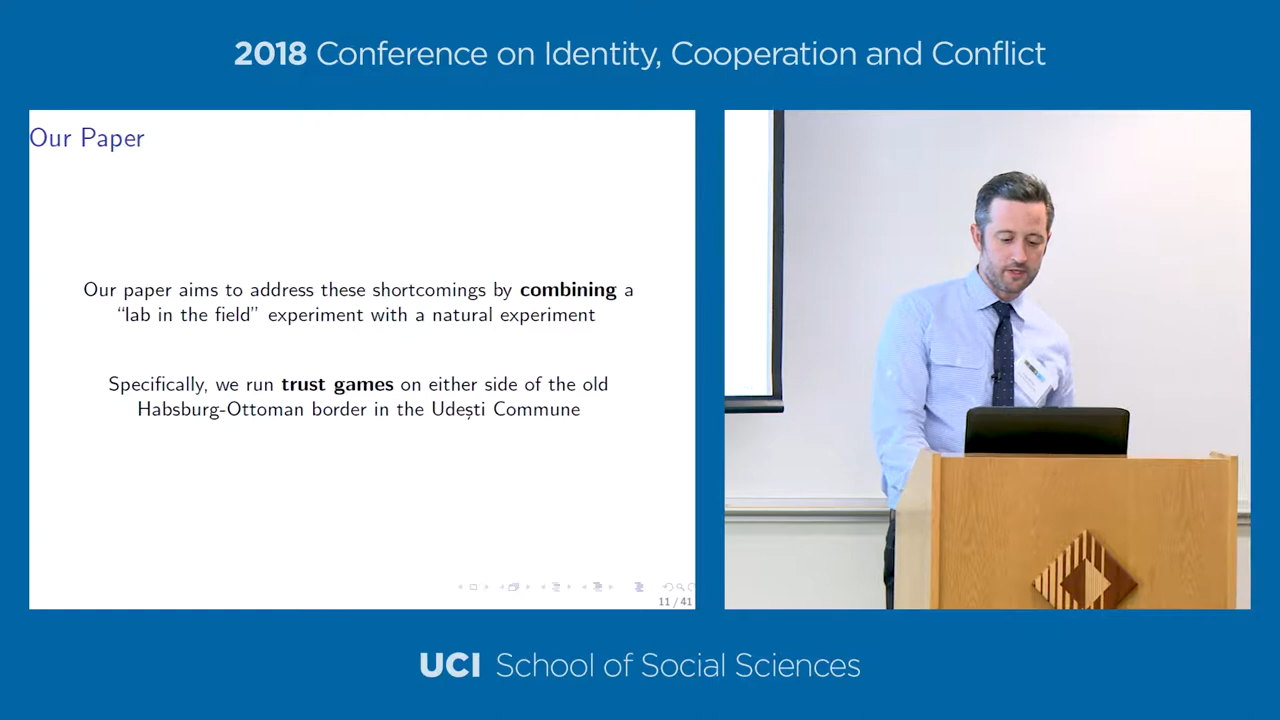 2018 Conference on Identity, Cooperation and Conflict
Our Paper
Our paper aims to address these shortcomings by combining a
“lab in the field” experiment with a natural experiment
Specifically, we run trust games on either side of the old
Habsburg-Ottoman border in the Udești Commune
11 / 41
UCI School of Social Sciences